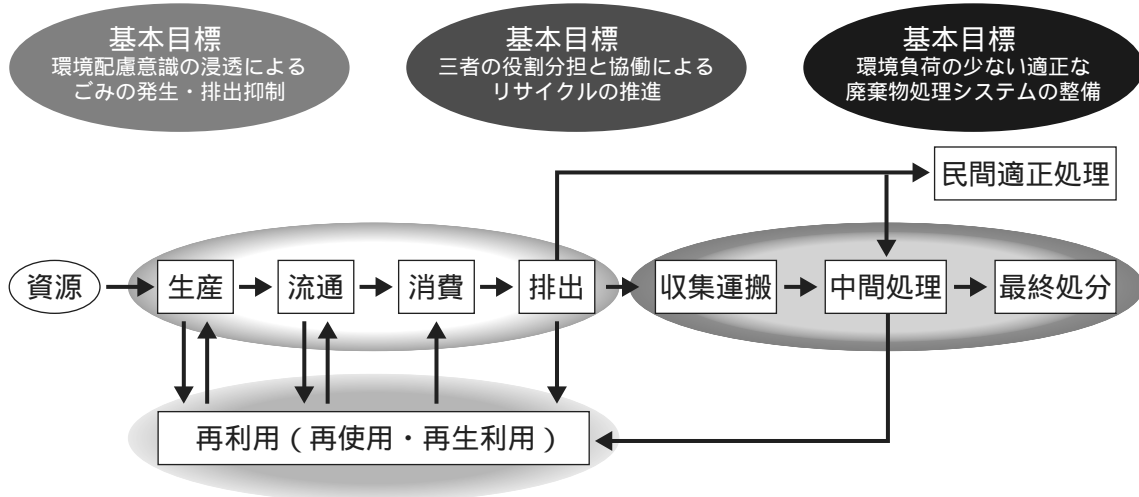 基本目標
環境配慮意識の浸透による
ごみの発生・排出抑制
基本目標
三者の役割分担と協働による
リサイクルの推進
基本目標
環境負荷の少ない適正な
廃棄物処理システムの整備
民間適正処理
資源
生産
流通
消費
排出
収集運搬
中間処理
最終処分
再利用(再使用・再生利用)